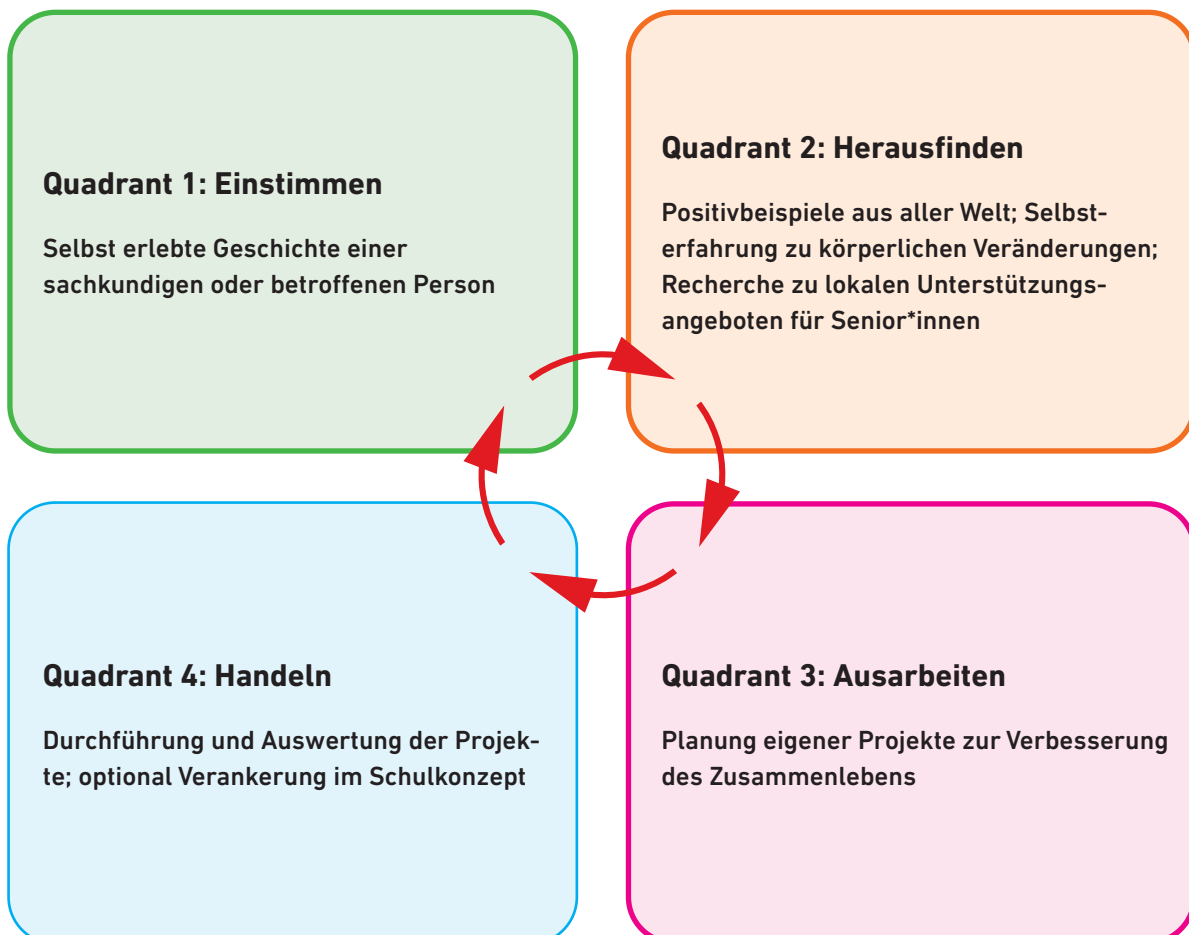 Quadrant 1: Einstimmen
Selbst erlebte Geschichte einer
sachkundigen oder betroffenen Person
Quadrant 2: Herausfinden
Positivbeispiele aus aller Welt; Selbst-
erfahrung zu körperlichen Veränderungen;
Recherche zu lokalen Unterstützungs-
angeboten für Senior*innen
Quadrant 4: Handeln
Durchführung und Auswertung der Projek-
te; optional Verankerung im Schulkonzept
Quadrant 3: Ausarbeiten
Planung eigener Projekte zur Verbesserung
des Zusammenlebens